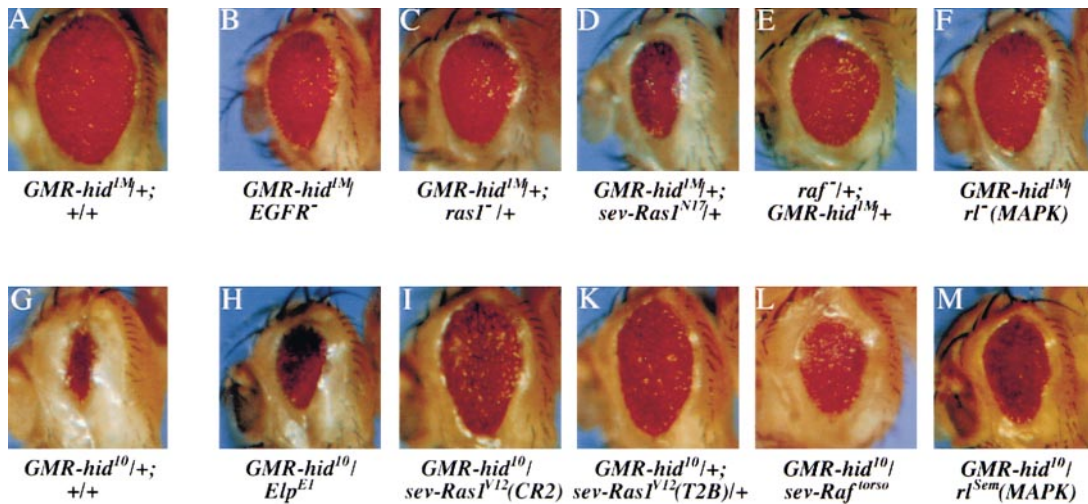 A B C D E F
GMR-hid1M/+; GMR-hid1M/ GMR-hid1M/+; GMR-hid1M/+; raf-/+; GMR-hid1M/
+/+ EGFR- ras1-/+ sev-Ras1N17/+ GMR-hid1M/+ rl-(MAPK)
G H I K L M
GMR-hid10/+; GMR-hid10/ GMR-hid10/ GMR-hid10/+; GMR-hid10/ GMR-hid10/
+/+ ElpE1 sev-Ras1V12(CR2) sev-Ras1V12(T2B)/+ sev-Raftorso rlSem(MAPK)